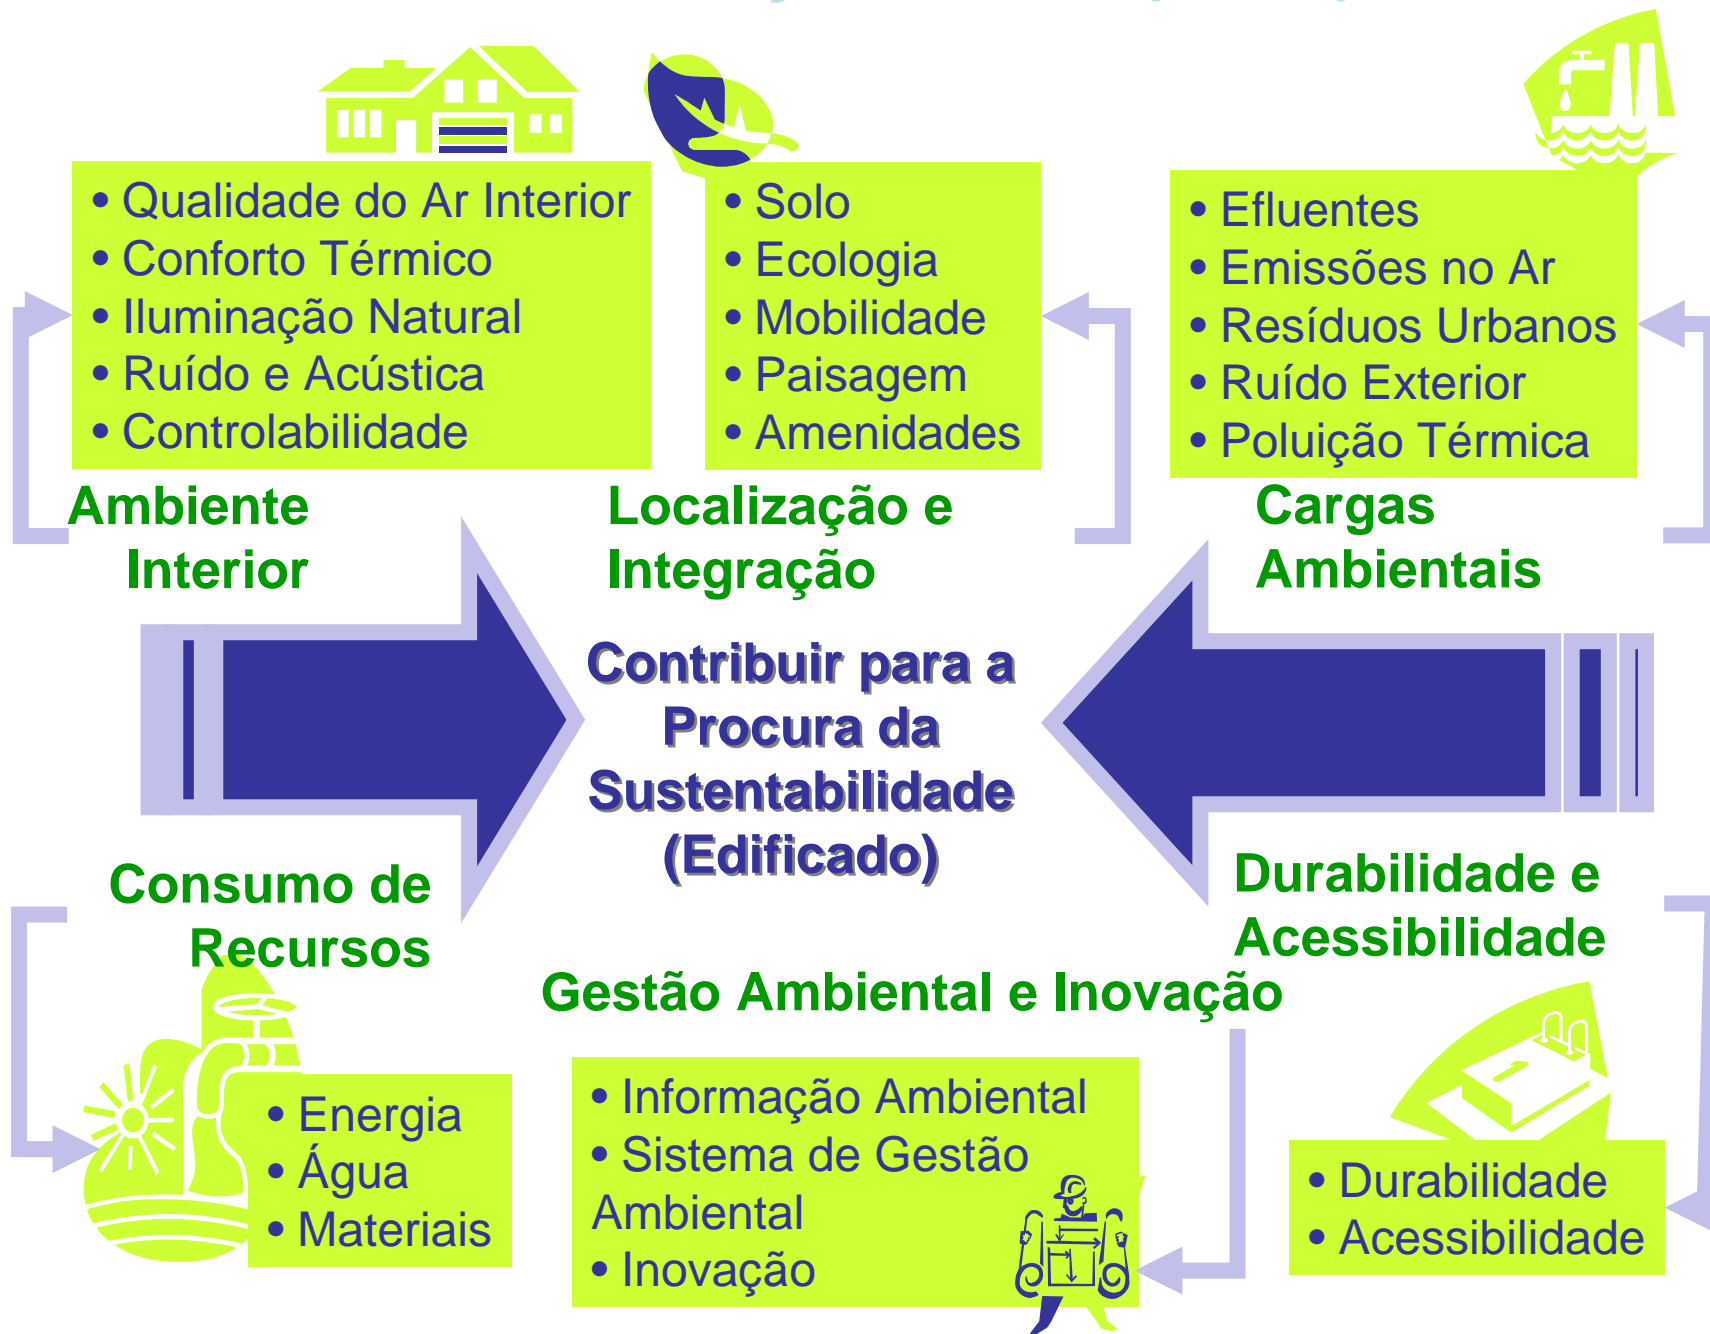 • Qualidade do Ar Interior
• Conforto Térmico
• Iluminação Natural
• Ruído e Acústica
• Controlabilidade
Ambiente
Interior
• Solo
• Ecologia
• Mobilidade
• Paisagem
• Amenidades
Localização e
Integração
• Efluentes
• Emissões no Ar
• Resíduos Urbanos
• Ruído Exterior
• Poluição Térmica
Cargas
Ambientais
Contribuir para a
Procura da
Sustentabilidade
(Edificado)
Consumo de
Recursos
• Energia
• Água
• Materiais
Gestão Ambiental e Inovação
• Informação Ambiental
• Sistema de Gestão
Ambiental
• Inovação
Durabilidade e
Acessibilidade
• Durabilidade
• Acessibilidade